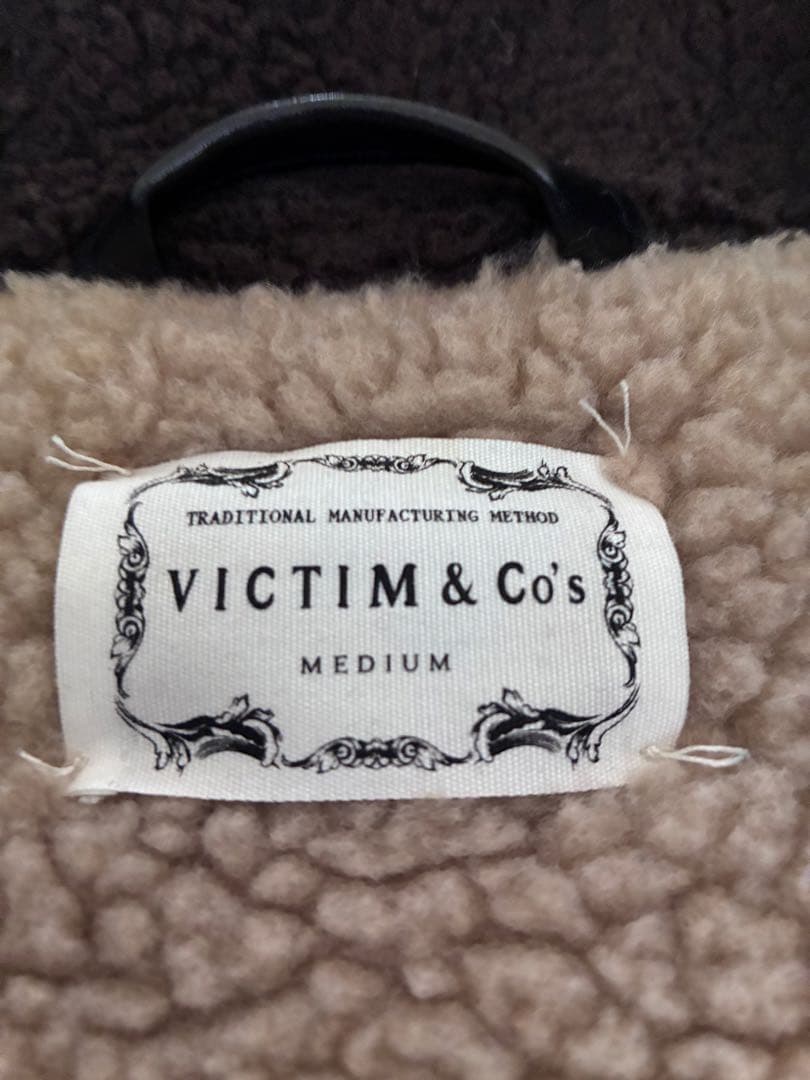 TRADITIONAL MANUFACTURING METHOD
VICTIM & Co's
MEDIUM